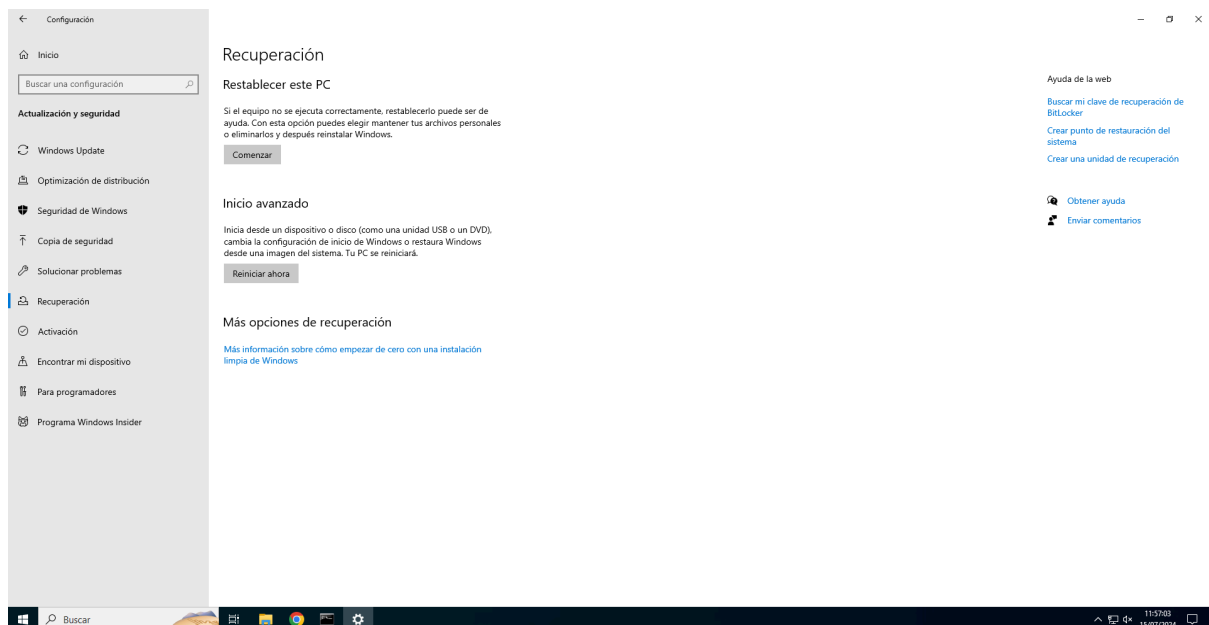 Configuración
Inicio
Buscar una configuración
Actualización y seguridad
Windows Update
Optimización de distribución
Seguridad de Windows
Copia de seguridad
Solucionar problemas
Recuperación
Activación
Encontrar mi dispositivo
Para programadores
Programa Windows Insider
Recuperación
Restablecer este PC
Si el equipo no se ejecuta correctamente, restablecerlo puede ser de
ayuda. Con esta opción puedes elegir mantener tus archivos personales
o eliminarlos y después reinstalar Windows.
Comenzar
Inicio avanzado
Inicia desde un dispositivo o disco (como una unidad USB o un DVD),
cambia la configuración de inicio de Windows o restaura Windows
desde una imagen del sistema. Tu PC se reiniciará.
Reiniciar ahora
Más opciones de recuperación
Más información sobre cómo empezar de cero con una instalación
limpia de Windows
Ayuda de la web
Buscar mi clave de recuperación de
BitLocker
Crear punto de restauración del
sistema
Crear una unidad de recuperación
Obtener ayuda
Enviar comentarios
Buscar
11:57:03
15/07/2024